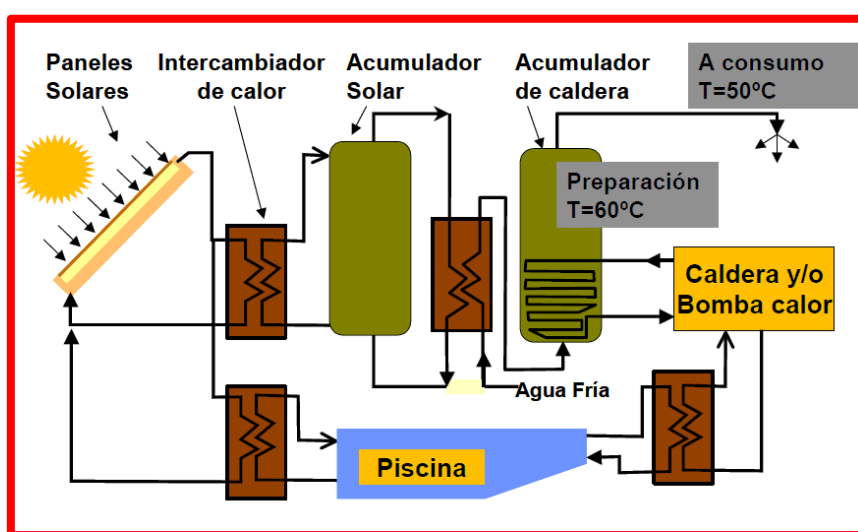 Paneles
Solares
Intercambiador
de calor
Acumulador
Solar
Acumulador
de caldera
A consumo
T=50ºC
Preparación
T=60ºC
Caldera y/o
Bomba calor
Agua Fría
Piscina